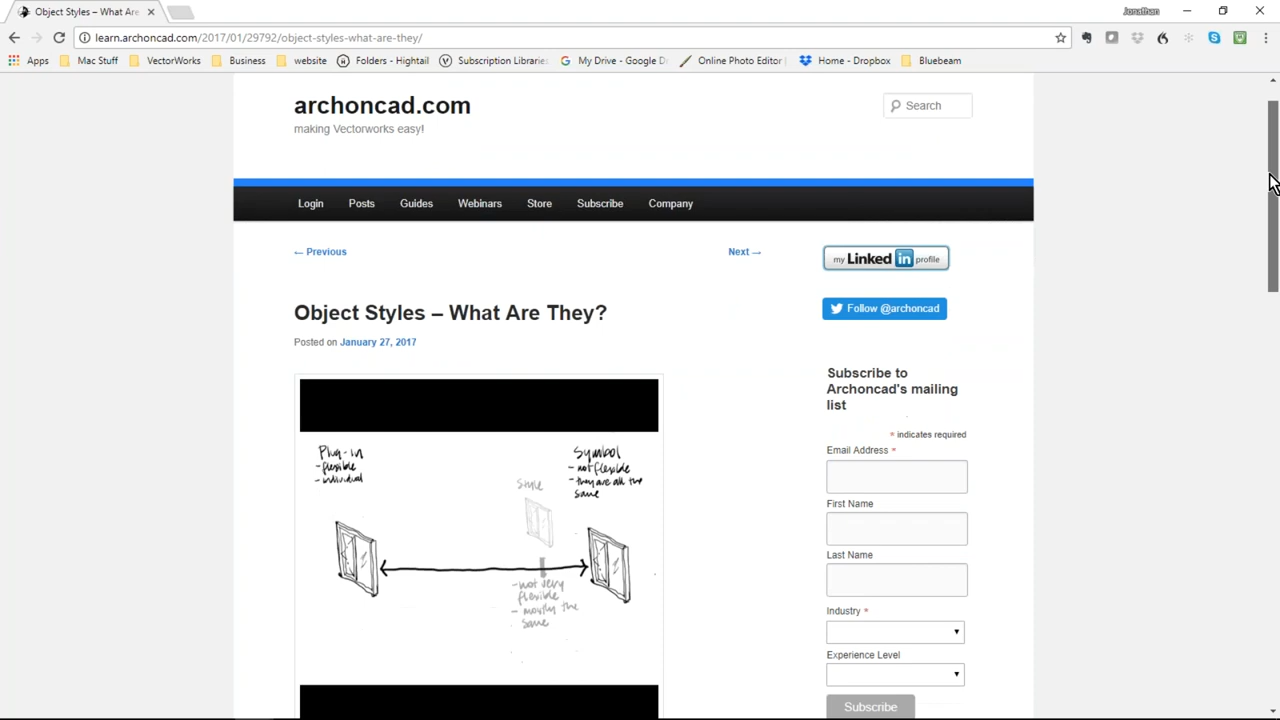 Object Styles – What Are
Jonathan
learn.archoncad.com/2017/01/29792/object-styles-what-are-they/
Apps Mac Stuff VectorWorks Business website Folders - Hightail Subscription Librarie My Drive - Google D Online Photo Editor | Home - Dropbox Bluebeam
archoncad.com
Search
making Vectorworks easy!
Login Posts Guides Webinars Store Subscribe Company
← Previous
Next →
my Linked in profile
Follow @archoncad
Object Styles – What Are They?
Posted on January 27, 2017
Plug-in
- flexible
- individual
Symbol
- not flexible
- they are all the
same
Style
- not very
flexible
- mostly the
same
Subscribe to
Archoncad's mailing
list
* indicates required
Email Address *
First Name
Last Name
Industry *
Experience Level
Subscribe